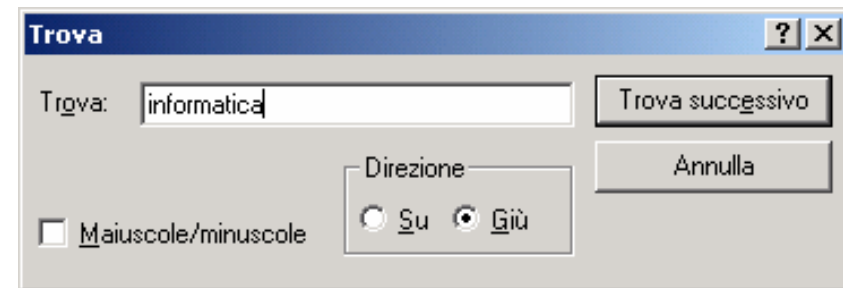 Trova
Trova: informatica Trova successivo
Direzione Annulla
Maiuscole/minuscole Su Giù